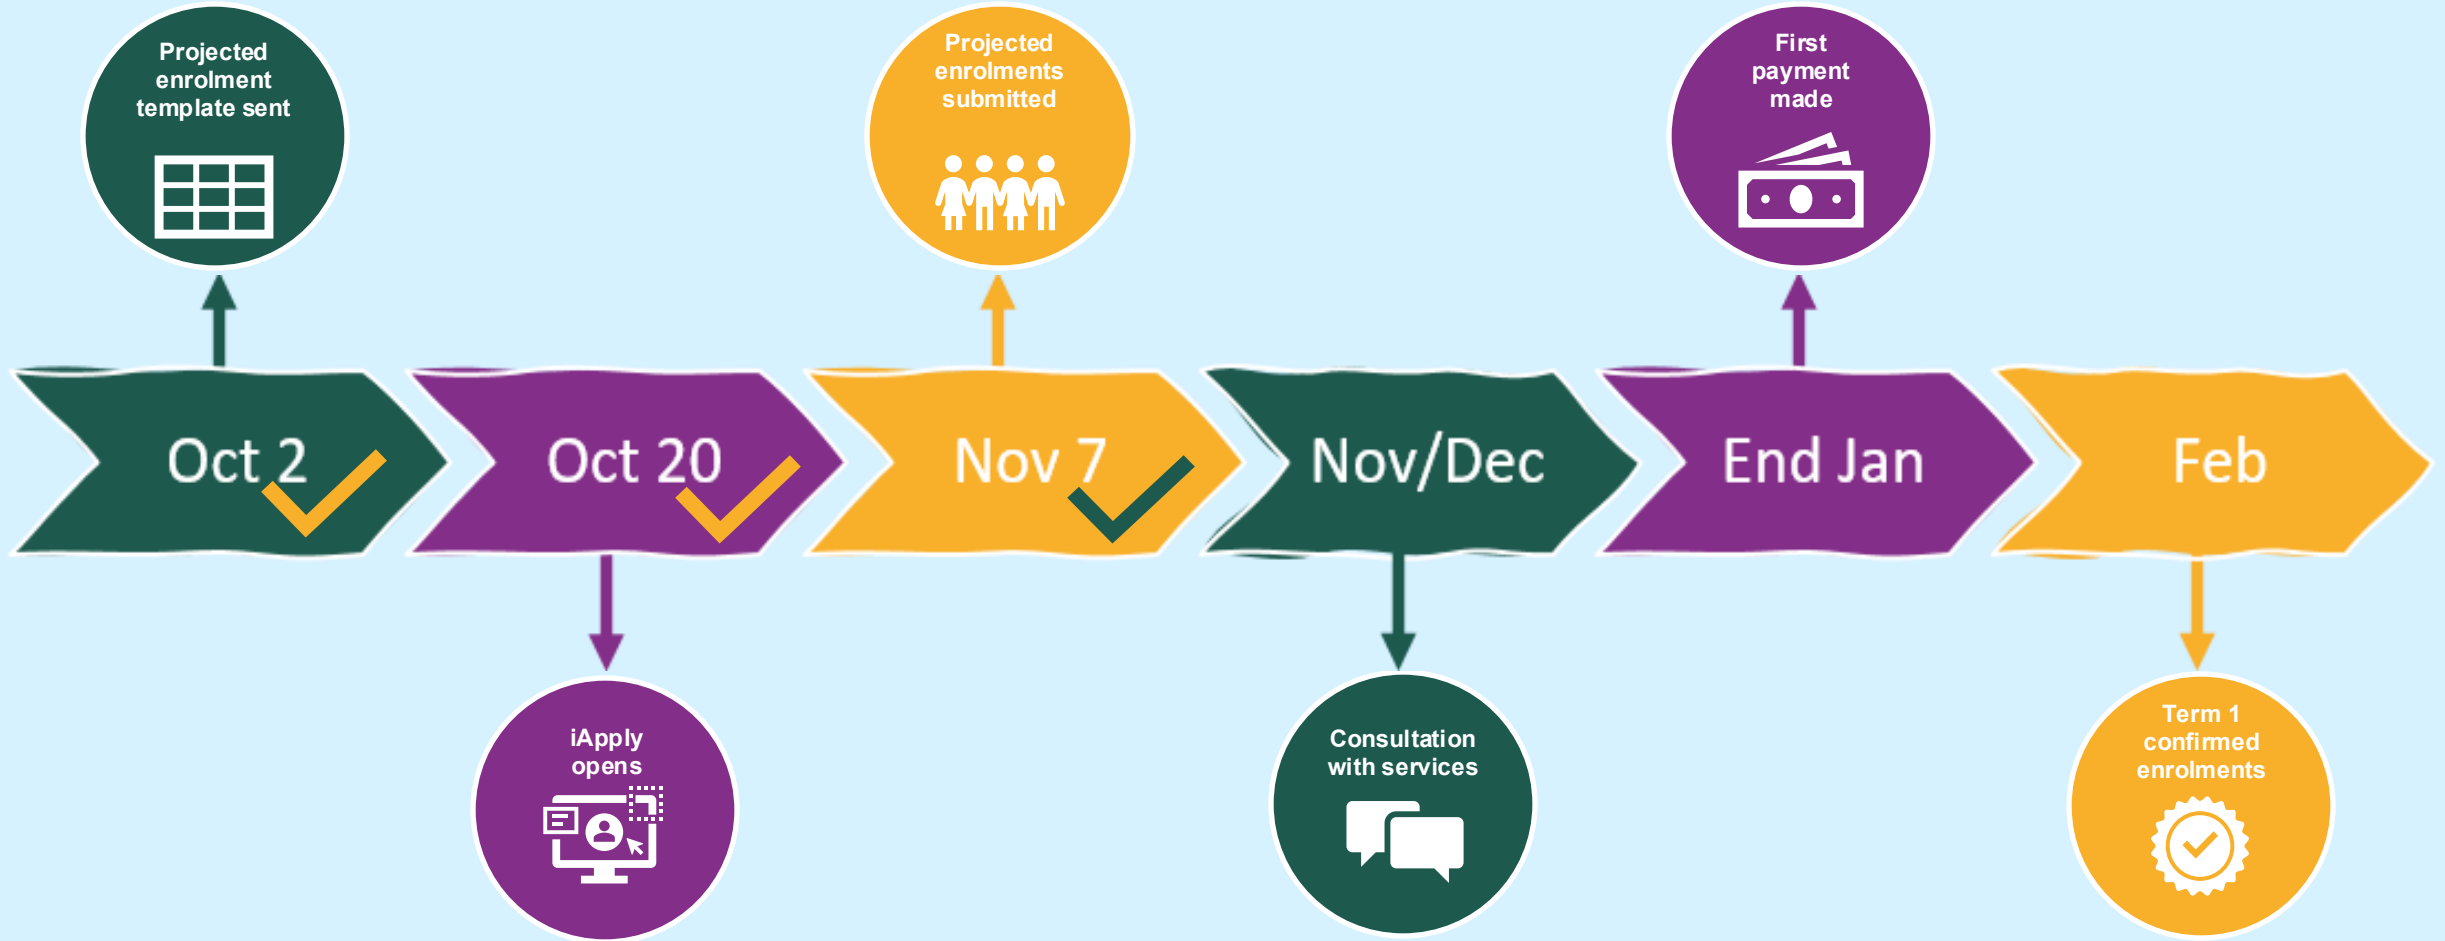 Projected
enrolment
template sent
Projected
enrolments
submitted
First
payment
made
Oct 2
Oct 20
Nov 7
Nov/Dec
End Jan
Feb
iApply
opens
Consultation
with services
Term 1
confirmed
enrolments